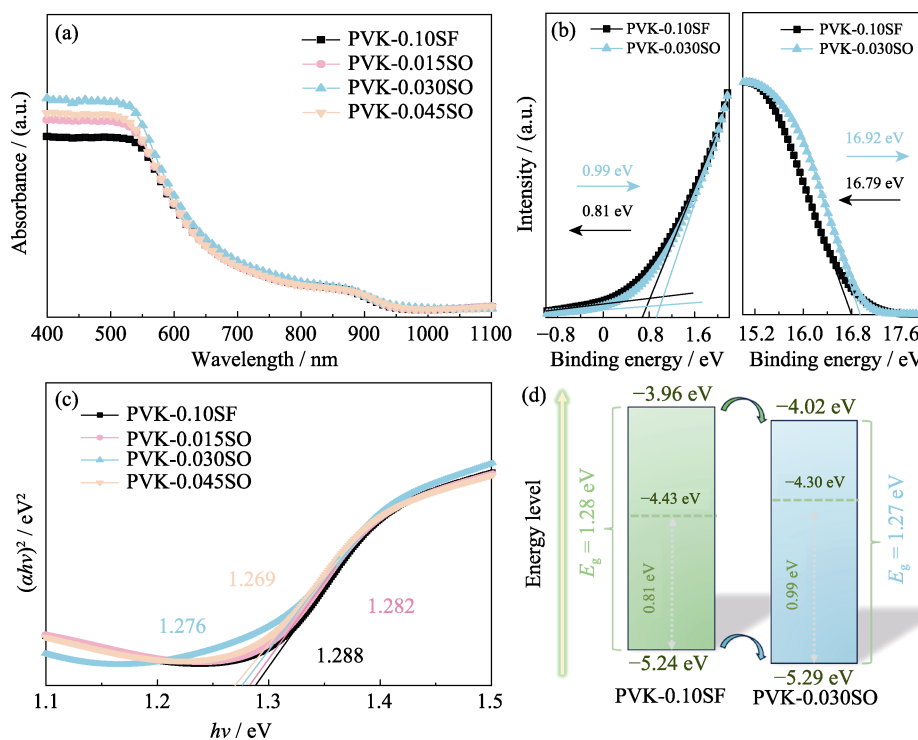 (a)
PVK-0.10SF
PVK-0.015SO
PVK-0.030SO
PVK-0.045SO
Absorbance / (a.u.)
400 500 600 700 800 900 1000 1100
Wavelength / nm
(b)
PVK-0.10SF
PVK-0.030SO
PVK-0.10SF
PVK-0.030SO
0.99 eV
0.81 eV
16.92 eV
16.79 eV
Intensity / (a.u.)
−0.8 0 0.8 1.6
15.2 16.0 16.8 17.6
Binding energy / eV
Binding energy / eV
(c)
PVK-0.10SF
PVK-0.015SO
PVK-0.030SO
PVK-0.045SO
(αhν)² / eV²
1.269
1.276
1.282
1.288
1.1 1.2 1.3 1.4 1.5
hν / eV
(d)
−3.96 eV
−4.02 eV
−4.43 eV
−4.30 eV
Energy level
Eg = 1.28 eV
0.81 eV
0.99 eV
Eg = 1.27 eV
−5.24 eV
−5.29 eV
PVK-0.10SF
PVK-0.030SO